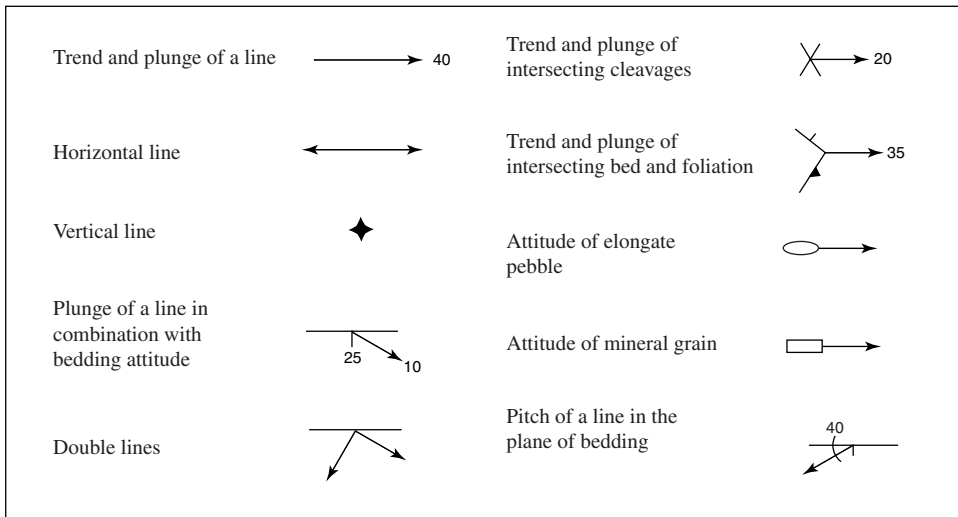 Trend and plunge of a line
40
Horizontal line
Vertical line
Plunge of a line in
combination with
bedding attitude
25
10
Double lines
Trend and plunge of
intersecting cleavages
20
Trend and plunge of
intersecting bed and foliation
35
Attitude of elongate
pebble
Attitude of mineral grain
Pitch of a line in the
plane of bedding
40